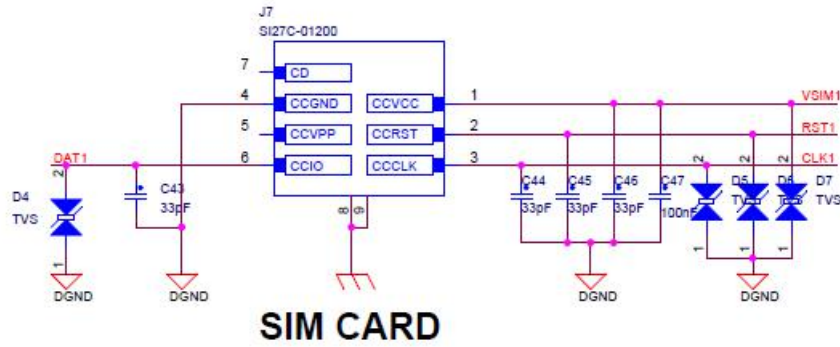 J7
SI27C-01200
7 CD
4 CCGND CCVCC 1 VSIM1
5 CCVPP CCRST 2 RST1
DAT1 6 CCIO CCCLK 3 CLK1
2 2 2 2
D4 TVS
C43 33pF
C44 33pF
C45 33pF
C46 33pF
C47 100nF
D5
D6
D7 TVS
8 9
1 1 1 1
DGND DGND DGND DGND
SIM CARD